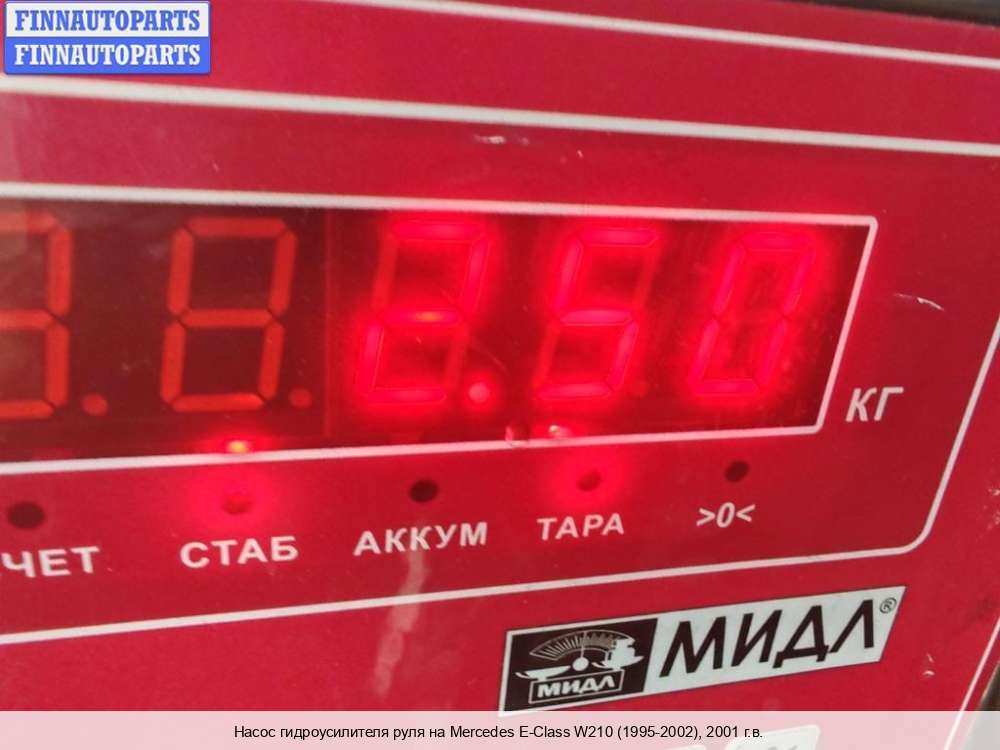 FINNAUTOPARTS
FINNAUTOPARTS
2.50
КГ
ЧЕТ СТАБ АККУМ ТАРА >0<
МИДЛ МИДЛ®
Насос гидроусилителя руля на Mercedes E-Class W210 (1995-2002), 2001 г.в.